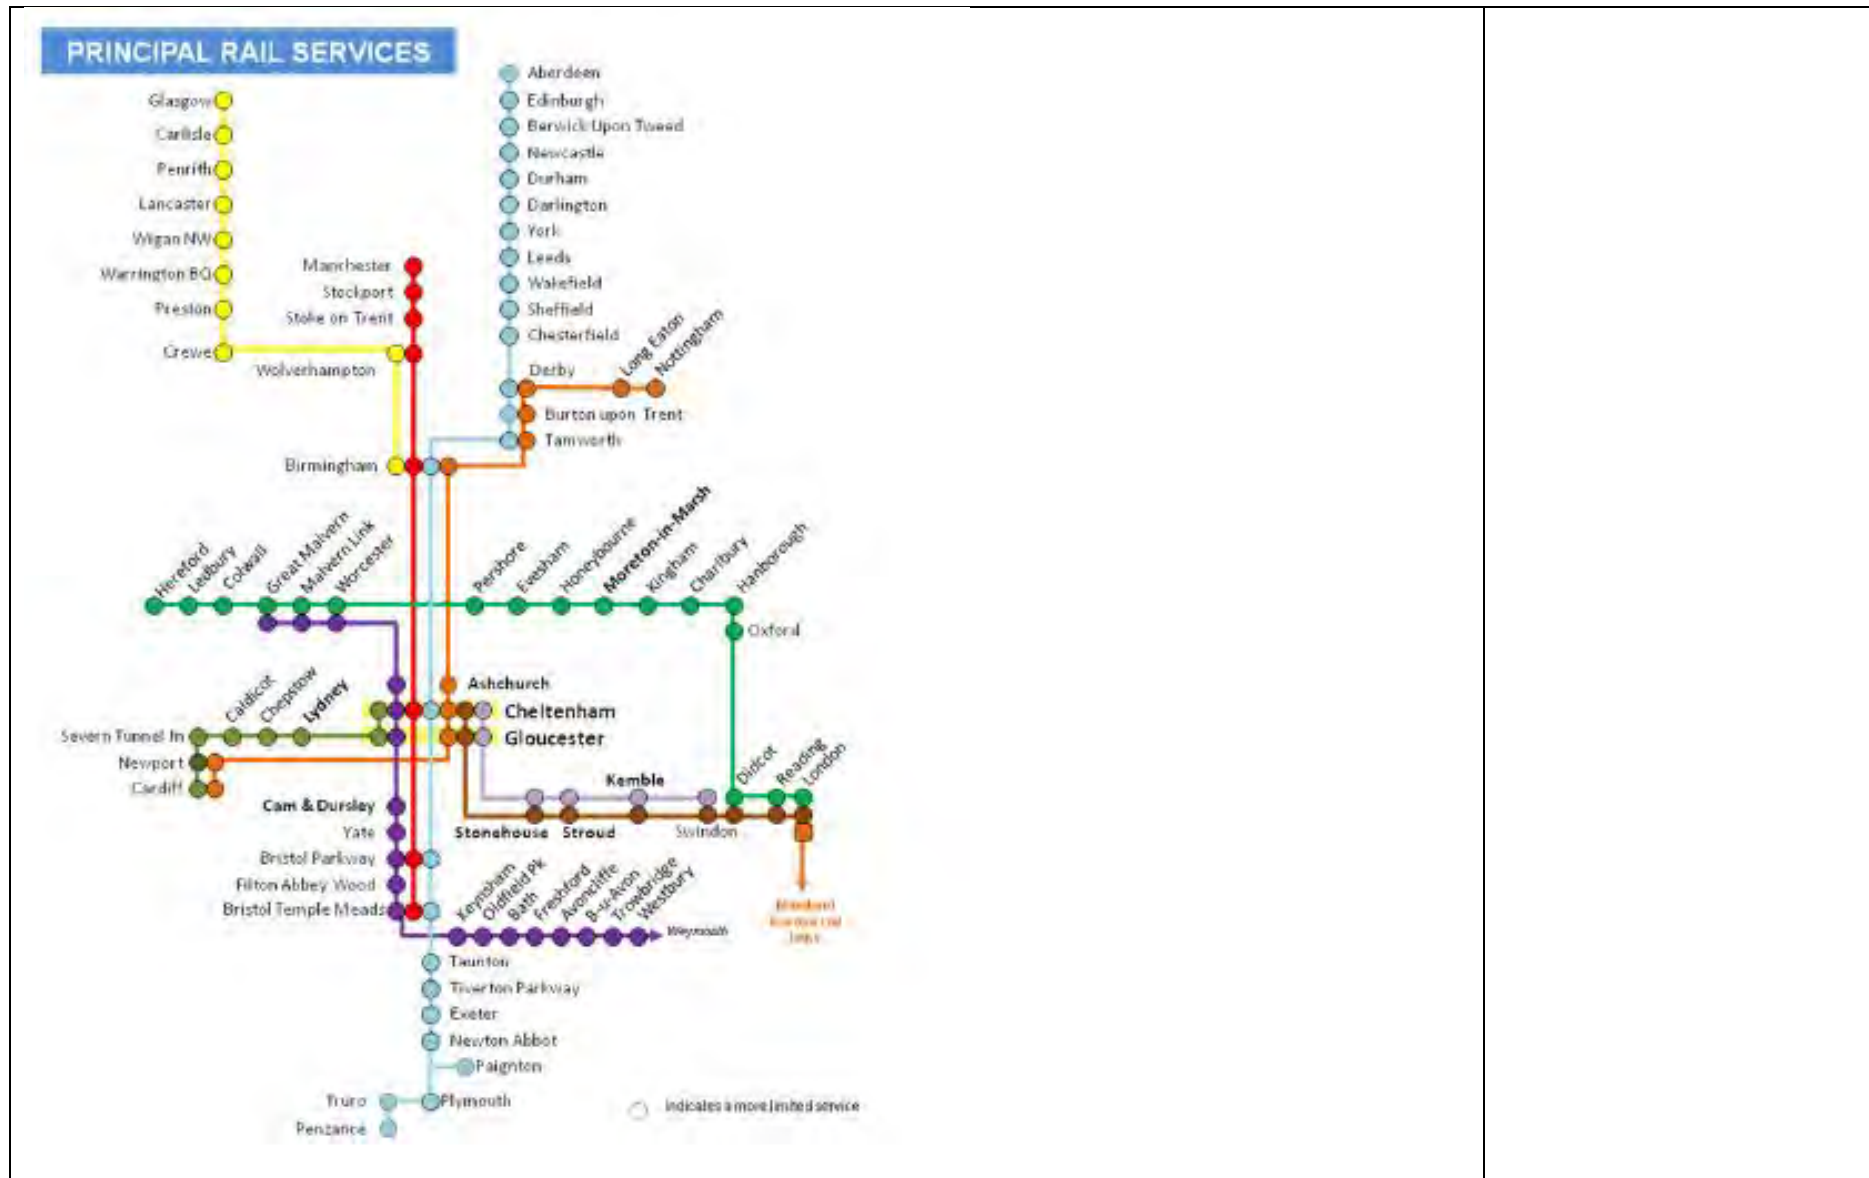 PRINCIPAL RAIL SERVICES
Aberdeen
Glasgow
Edinburgh
Berwick Upon Tweed
Carlisle
Newcastle
Penrith
Durham
Lancaster
Darlington
Wigan NW
York
Leeds
Manchester
Warrington BQ
Wakefield
Stockport
Preston
Sheffield
Stoke on Trent
Chesterfield
Long Eaton
Nottingham
Crewe
Wolverhampton
Derby
Burton upon Trent
Tamworth
Birmingham
Hereford
Ledbury
Colwall
Great Malvern
Malvern Link
Worcester
Pershore
Evesham
Honeybourne
Moreton-in-Marsh
Kingham
Charlbury
Hanborough
Oxford
Ashchurch
Caldicot
Chepstow
Lydney
Cheltenham
Severn Tunnel Jn
Gloucester
Newport
Cardiff
Didcot
Reading
London
Kemble
Cam & Dursley
Yate
Stonehouse
Stroud
Swindon
Bristol Parkway
Filton Abbey Wood
Bristol Temple Meads
Keynsham
Oldfield Pk
Bath
Freshford
Avoncliffe
B-u-Avon
Trowbridge
Westbury
Weymouth
Taunton
Tiverton Parkway
Exeter
Newton Abbot
Paignton
Truro
Plymouth
Penzance
indicates a more limited service